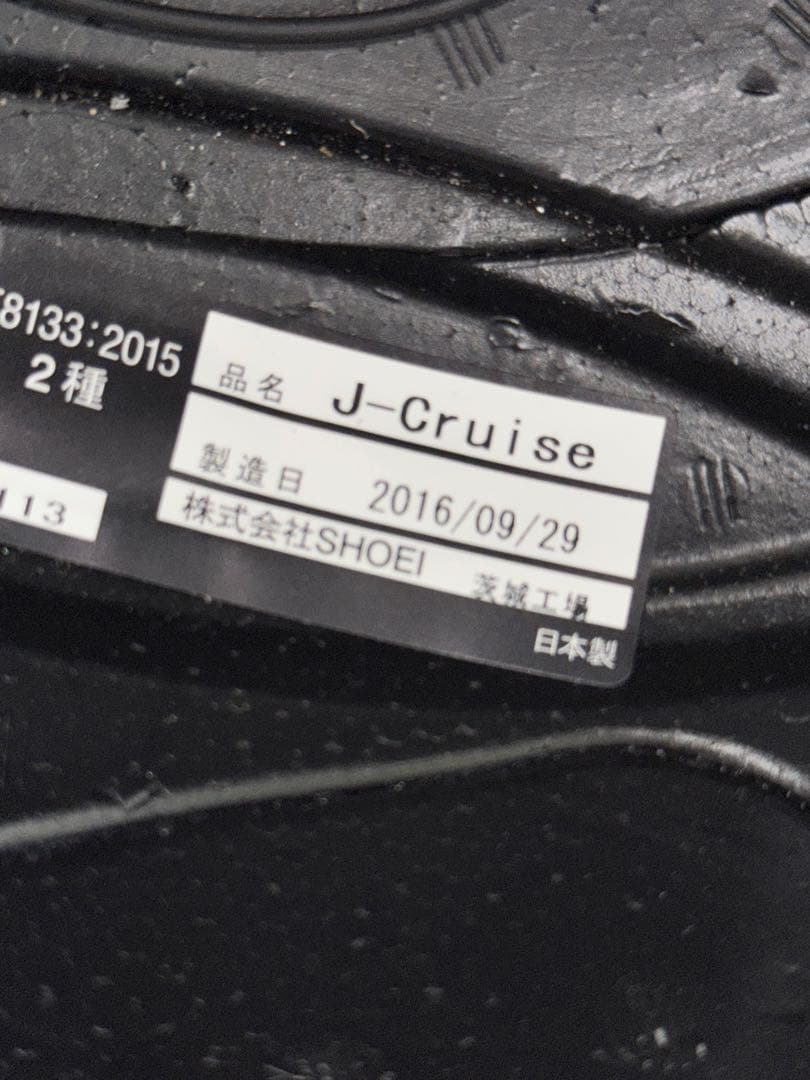 T8133:2015
2種
113
品名 J-Cruise
製造日 2016/09/29
株式会社SHOEI 茨城工場
日本製